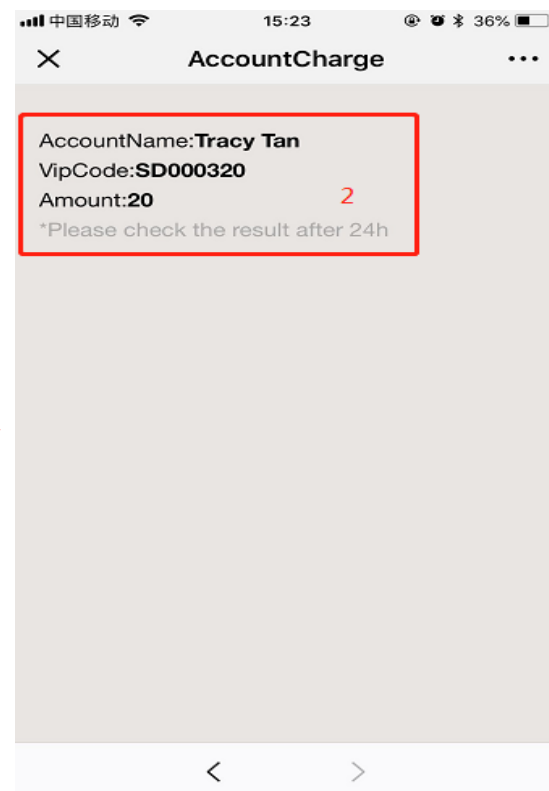 中国移动 15:23 36%
AccountCharge
AccountName:Tracy Tan
VipCode:SD000320
Amount:20
2
*Please check the result after 24h